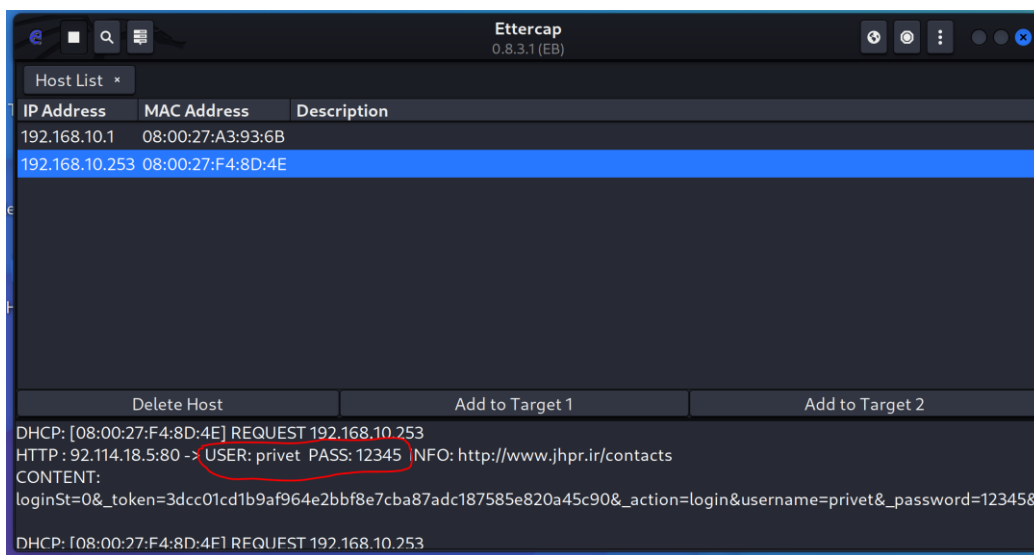 Ettercap
0.8.3.1 (EB)
Host List ×
IP Address MAC Address Description
192.168.10.1 08:00:27:A3:93:6B
192.168.10.253 08:00:27:F4:8D:4E
Delete Host Add to Target 1 Add to Target 2
DHCP: [08:00:27:F4:8D:4E] REQUEST 192.168.10.253
HTTP : 92.114.18.5:80 -> USER: privet PASS: 12345 INFO: http://www.jhpr.ir/contacts
CONTENT:
loginSt=0&_token=3dcc01cd1b9af964e2bbf8e7cba87adc187585e820a45c90&_action=login&username=privet&_password=12345&
DHCP: [08:00:27:F4:8D:4E] REQUEST 192.168.10.253